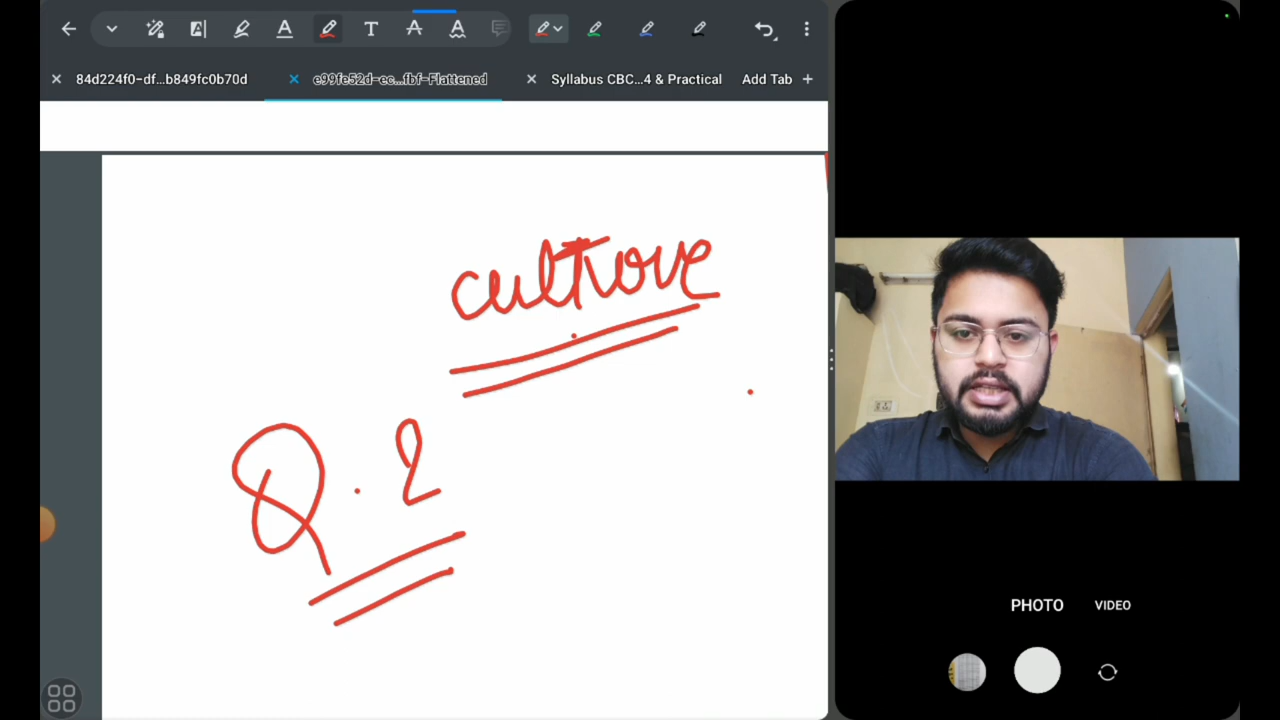 A T A A
84d224f0-df...b849fc0b70d e99fe52d-ec...fbf-Flattened Syllabus CBC...4 & Practical Add Tab +
culture
Q. 2
PHOTO VIDEO